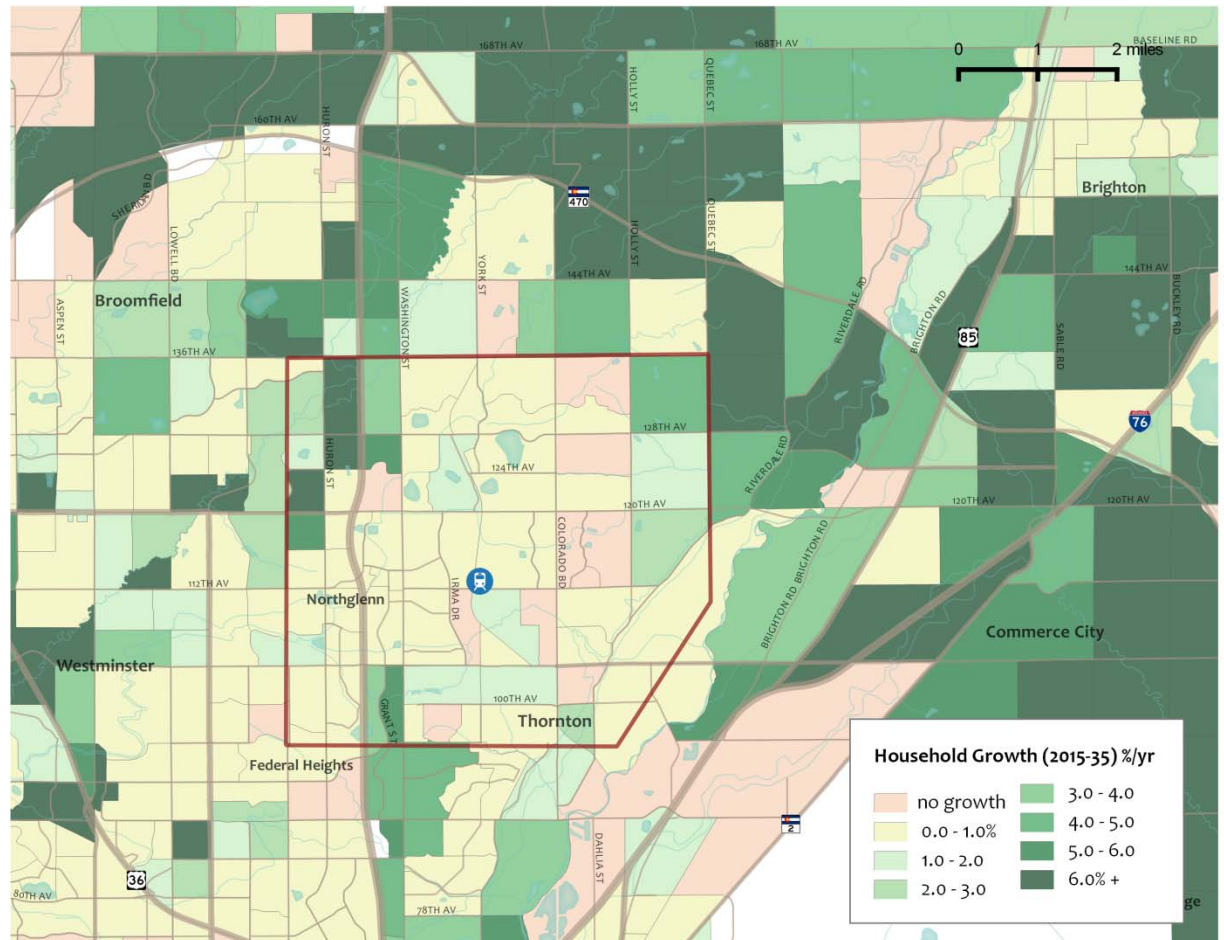 168TH AV
168TH AV
BASELINE RD
0 1 2 miles
HOLLY ST
QUEBEC ST
HURON ST
160TH AV
Brighton
SHERIDAN BD
470
LOWELL BD
HOLLY ST
QUEBEC ST
YORK ST
144TH AV
144TH AV
BUCKLEY RD
Broomfield
ASPEN ST
WASHINGTON ST
RIVERDALE RD
BRIGHTON RD
SABLE RD
85
136TH AV
76
HURON ST
128TH AV
124TH AV
RIVERDALE RD
120TH AV
120TH AV
120TH AV
COLORADO BD
BRIGHTON RD
BRIGHTON RD
112TH AV
IRMA DR
Northglenn
Commerce City
Westminster
100TH AV
GRANT ST
Thornton
Federal Heights
Household Growth (2015-35) %/yr
no growth
0.0 - 1.0%
1.0 - 2.0
2.0 - 3.0
3.0 - 4.0
4.0 - 5.0
5.0 - 6.0
6.0% +
2
DAHLIA ST
36
80TH AV
78TH AV
ge